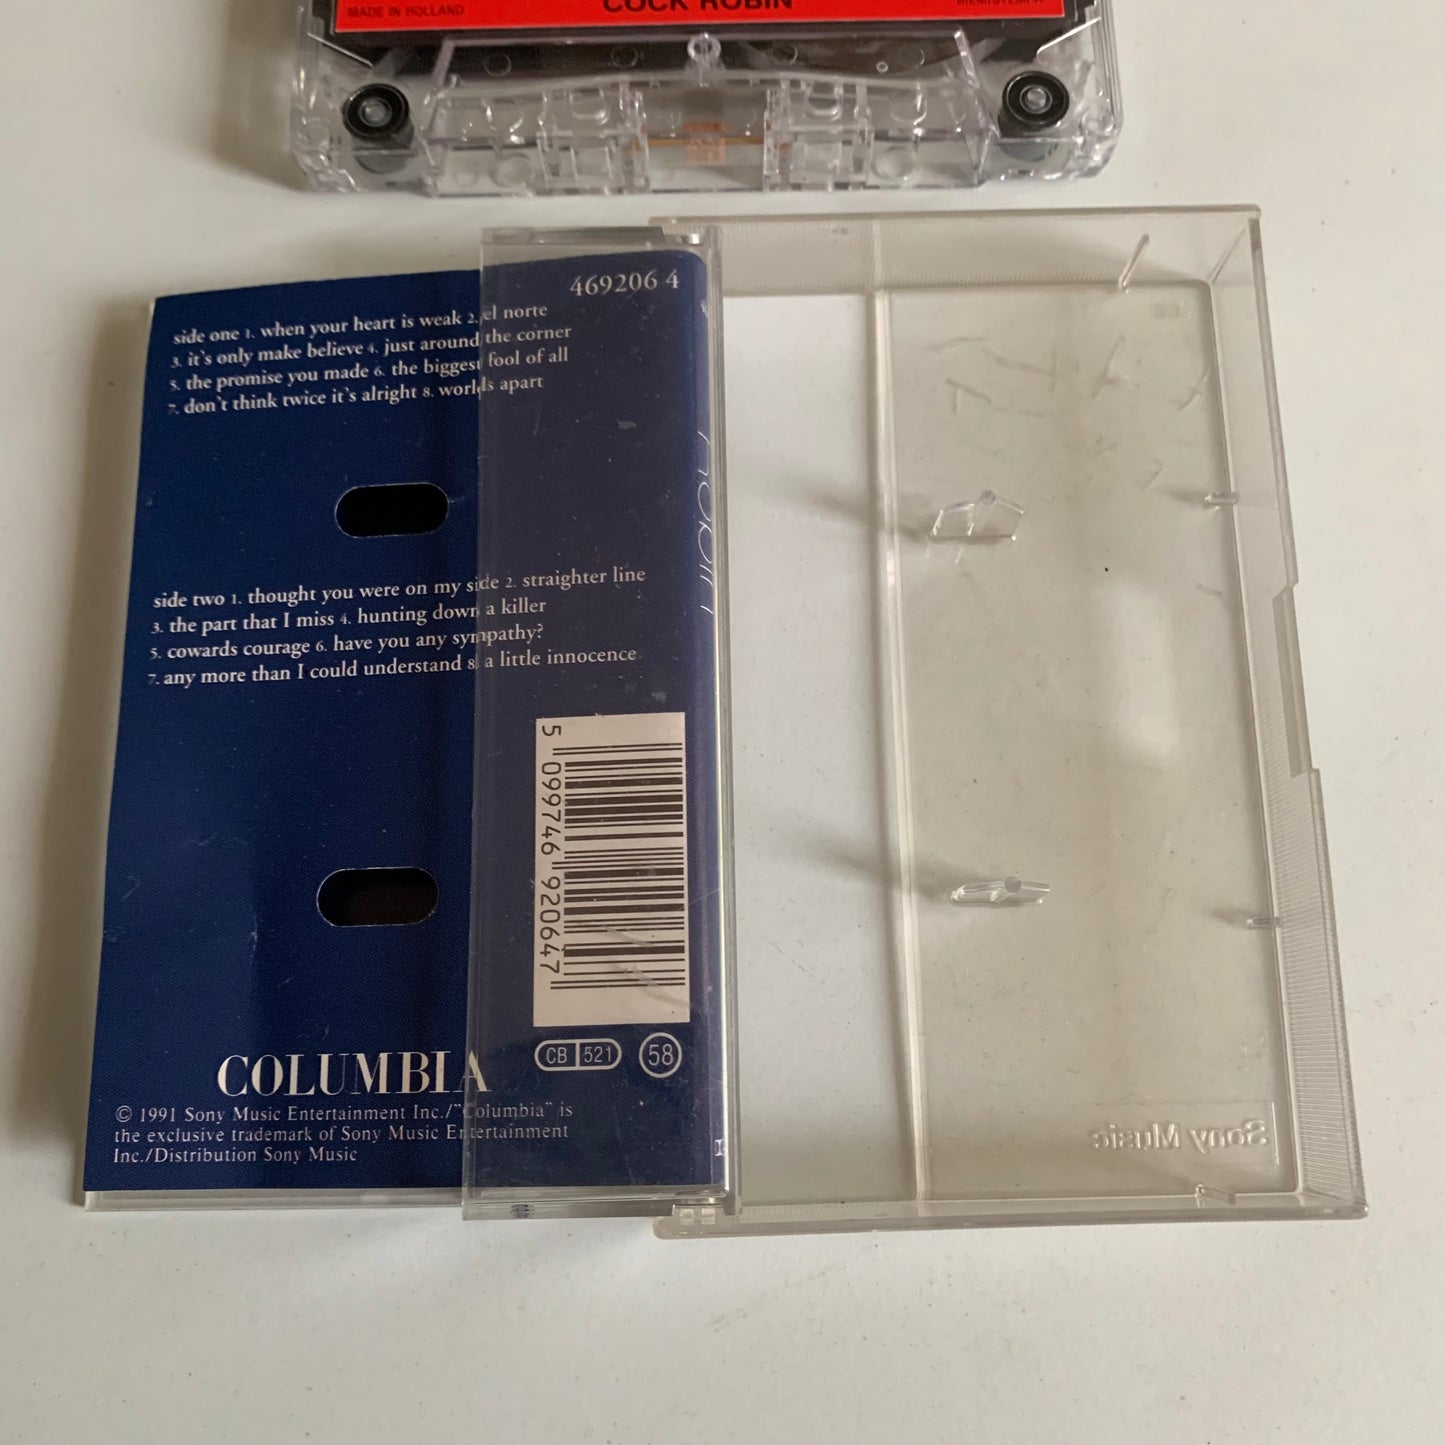 MADE IN HOLLAND
COCK ROBIN
469206 4
side one 1. when your heart is weak 2. el norte
3. it's only make believe 4. just around the corner
5. the promise you made 6. the biggest fool of all
7. don't think twice it's alright 8. worlds apart
side two 1. thought you were on my side 2. straighter line
3. the part that I miss 4. hunting down a killer
5. cowards courage 6. have you any sympathy?
7. any more than I could understand 8. a little innocence
5 099746 920647
CB 521 58
COLUMBIA
© 1991 Sony Music Entertainment Inc./"Columbia" is
the exclusive trademark of Sony Music Entertainment
Inc./Distribution Sony Music
Sony Music